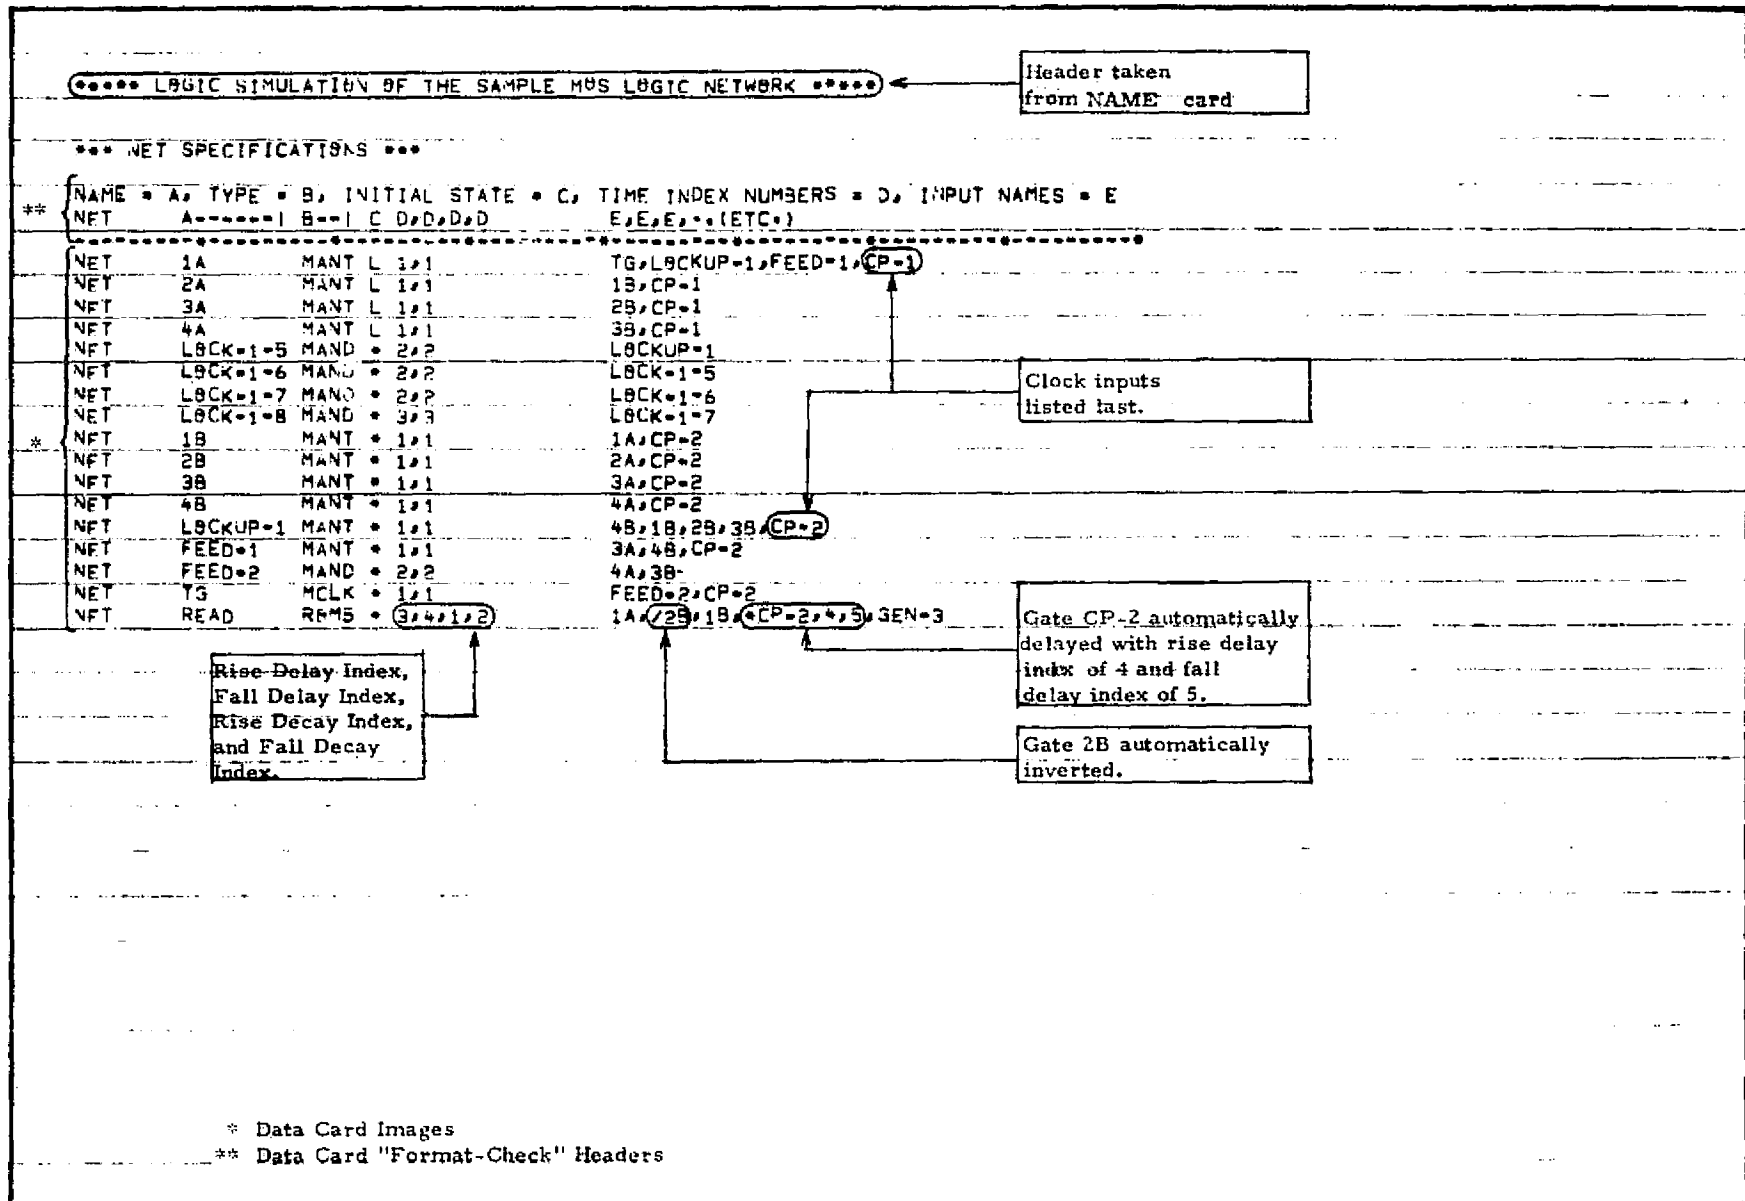 ***** LOGIC SIMULATION OF THE SAMPLE MOS LOGIC NETWORK *****
Header taken
from NAME card
*** NET SPECIFICATIONS ***
NAME = A, TYPE = B, INITIAL STATE = C, TIME INDEX NUMBERS = D, INPUT NAMES = E
** NET A------I B--I C D,D,D,D E,E,E,..(ETC.)
NET 1A MANT L 1,1 TG,LOCKUP-1,FEED-1,CP-1
NET 2A MANT L 1,1 1B,CP-1
NET 3A MANT L 1,1 2B,CP-1
NET 4A MANT L 1,1 3B,CP-1
NET LOCK-1-5 MAND * 2,2 LOCKUP-1
NET LOCK-1-6 MAND * 2,2 LOCK-1-5
NET LOCK-1-7 MAND * 2,2 LOCK-1-6
NET LOCK-1-8 MAND * 3,3 LOCK-1-7
* NET 1B MANT * 1,1 1A,CP-2
NET 2B MANT * 1,1 2A,CP-2
NET 3B MANT * 1,1 3A,CP-2
NET 4B MANT * 1,1 4A,CP-2
NET LOCKUP-1 MANT * 1,1 4B,1B,2B,3B,CP-2
NET FEED-1 MANT * 1,1 3A,4B,CP-2
NET FEED-2 MAND * 2,2 4A,3B
NET TG MCLK * 1,1 FEED-2,CP-2
NET READ RHMS * 3,4,1,2 1A,/2B,1B,*CP-2,4,5,GEN-3
Clock inputs
listed last.
Gate CP-2 automatically
delayed with rise delay
index of 4 and fall
delay index of 5.
Rise Delay Index,
Fall Delay Index,
Rise Decay Index,
and Fall Decay
Index.
Gate 2B automatically
inverted.
* Data Card Images
** Data Card "Format-Check" Headers